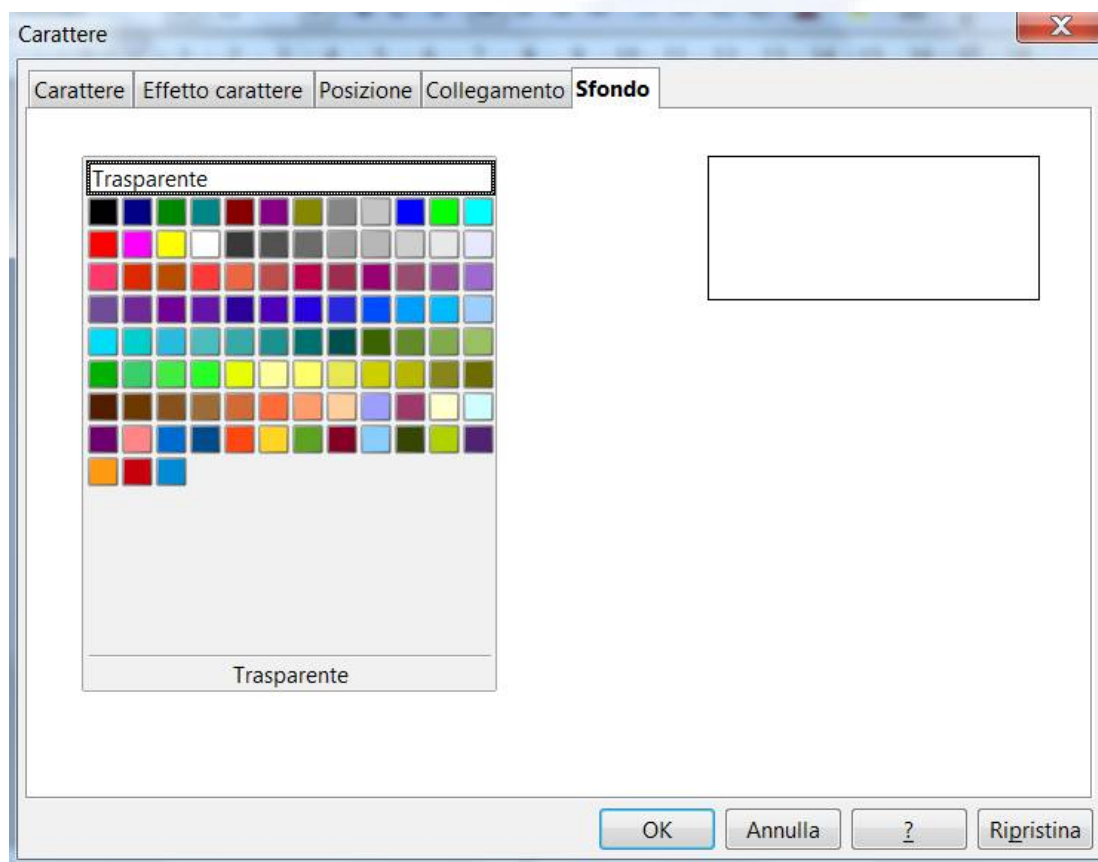 Carattere
Carattere Effetto carattere Posizione Collegamento Sfondo
Trasparente
Trasparente
OK Annulla ? Ripristina